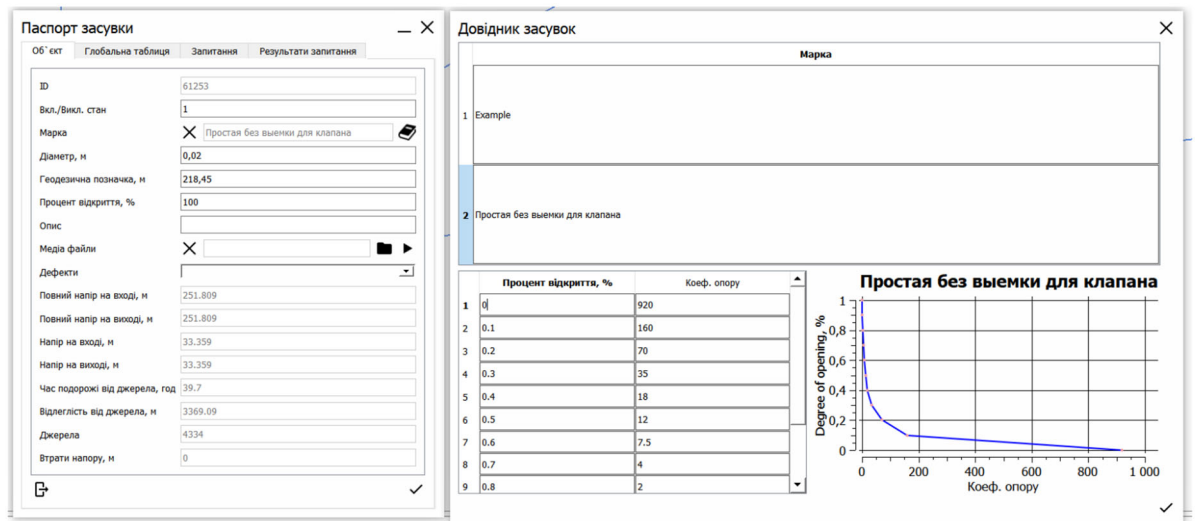 Паспорт засувки
Об`єкт Глобальна таблиця Запитання Результати запитання
ID 61253
Вкл./Викл. стан 1
Марка Простая без выемки для клапана
Діаметр, м 0,02
Геодезична позначка, м 218,45
Процент відкриття, % 100
Опис
Медіа файли
Дефекти
Повний напір на вході, м 251.809
Повний напір на виході, м 251.809
Напір на вході, м 33.359
Напір на виході, м 33.359
Час подорожі від джерела, год 39.7
Відлеглість від джерела, м 3369.09
Джерела 4334
Втрати напору, м 0
Довідник засувок
Марка
1 Example
2 Простая без выемки для клапана
Процент відкриття, % Коеф. опору
1 0 920
2 0.1 160
3 0.2 70
4 0.3 35
5 0.4 18
6 0.5 12
7 0.6 7.5
8 0.7 4
9 0.8 2
Простая без выемки для клапана
Degree of opening, %
1
0,8
0,6
0,4
0,2
0
0 200 400 600 800 1 000
Коеф. опору